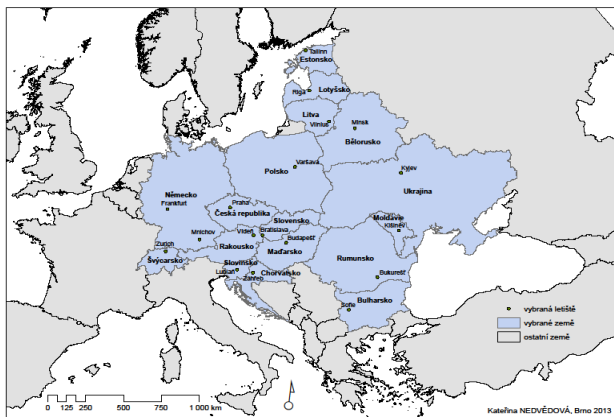 Tallinn
Estonsko
Riga
Lotyšsko
Litva
Vilnius
Minsk
Bělorusko
Varšava
Polsko
Kyjev
Ukrajina
Německo
Frankfurt
Praha
Česká republika
Slovensko
Moldávie
Kišiněv
Mnichov
Vídeň
Bratislava
Budapešť
Zurich
Rakousko
Maďarsko
Švýcarsko
Slovinsko
Rumunsko
Lublaň
Chorvatsko
Záhřeb
Bukurešť
Sofie
Bulharsko
vybraná letiště
vybrané země
ostatní země
0 125 250 500 750 1 000 km
Kateřina NEDVĚDOVÁ, Brno 2013